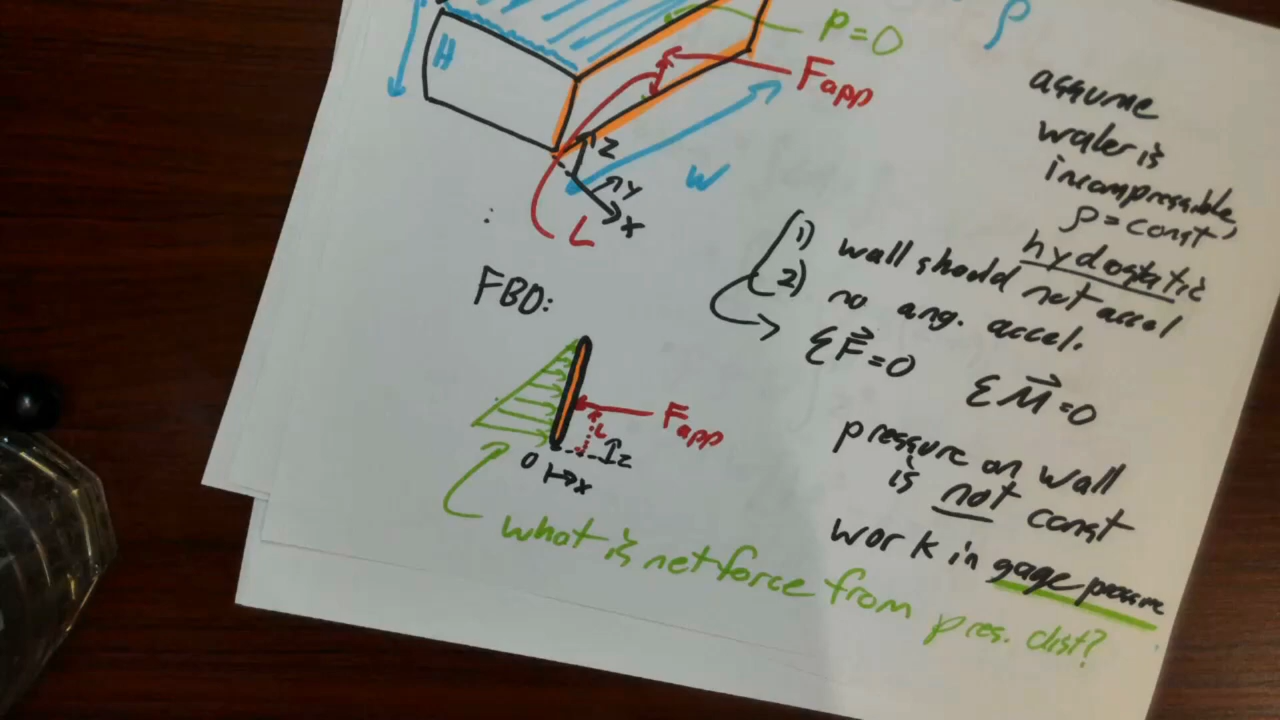 ρ
P=0
H
Fapp
assume
water is
incompressible,
ρ=const
hydostatic
z
y
x
W
L
1) wall should not accel
2) no ang. accel.
ΣF⃗=0 ΣM⃗=0
FBD:
Fapp
L
z
0
x
pressure on wall
is not const
work in gage pressure
what is net force from pres. dist?